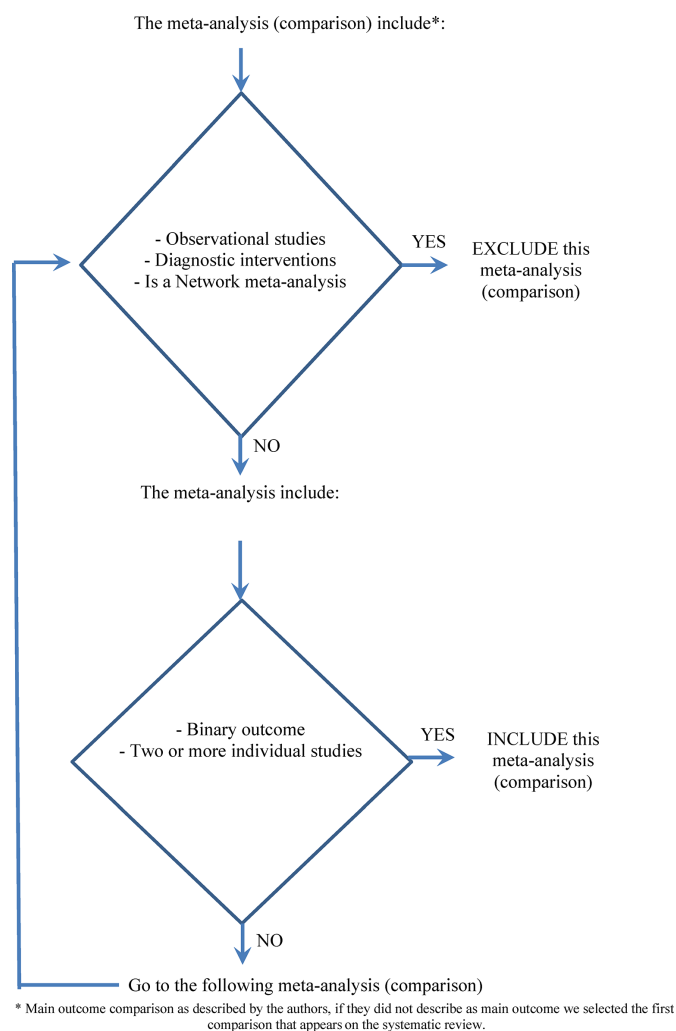 The meta-analysis (comparison) include*:
- Observational studies
- Diagnostic interventions
- Is a Network meta-analysis
YES
EXCLUDE this
meta-analysis
(comparison)
NO
The meta-analysis include:
- Binary outcome
- Two or more individual studies
YES
INCLUDE this
meta-analysis
(comparison)
NO
Go to the following meta-analysis (comparison)
* Main outcome comparison as described by the authors, if they did not describe as main outcome we selected the first
comparison that appears on the systematic review.